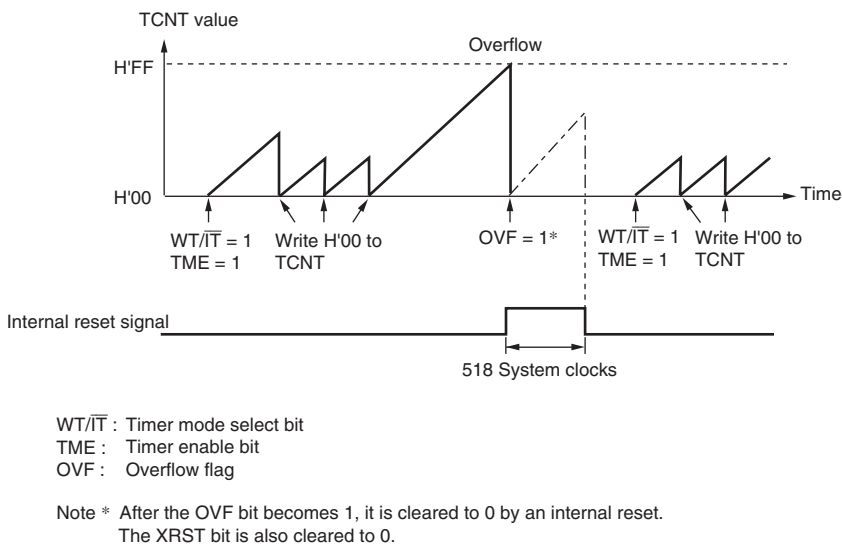 TCNT value
Overflow
H'FF
H'00
Time
WT/IT = 1
TME = 1
Write H'00 to
TCNT
OVF = 1*
WT/IT = 1
TME = 1
Write H'00 to
TCNT
Internal reset signal
518 System clocks
WT/IT : Timer mode select bit
TME : Timer enable bit
OVF : Overflow flag
Note * After the OVF bit becomes 1, it is cleared to 0 by an internal reset.
The XRST bit is also cleared to 0.